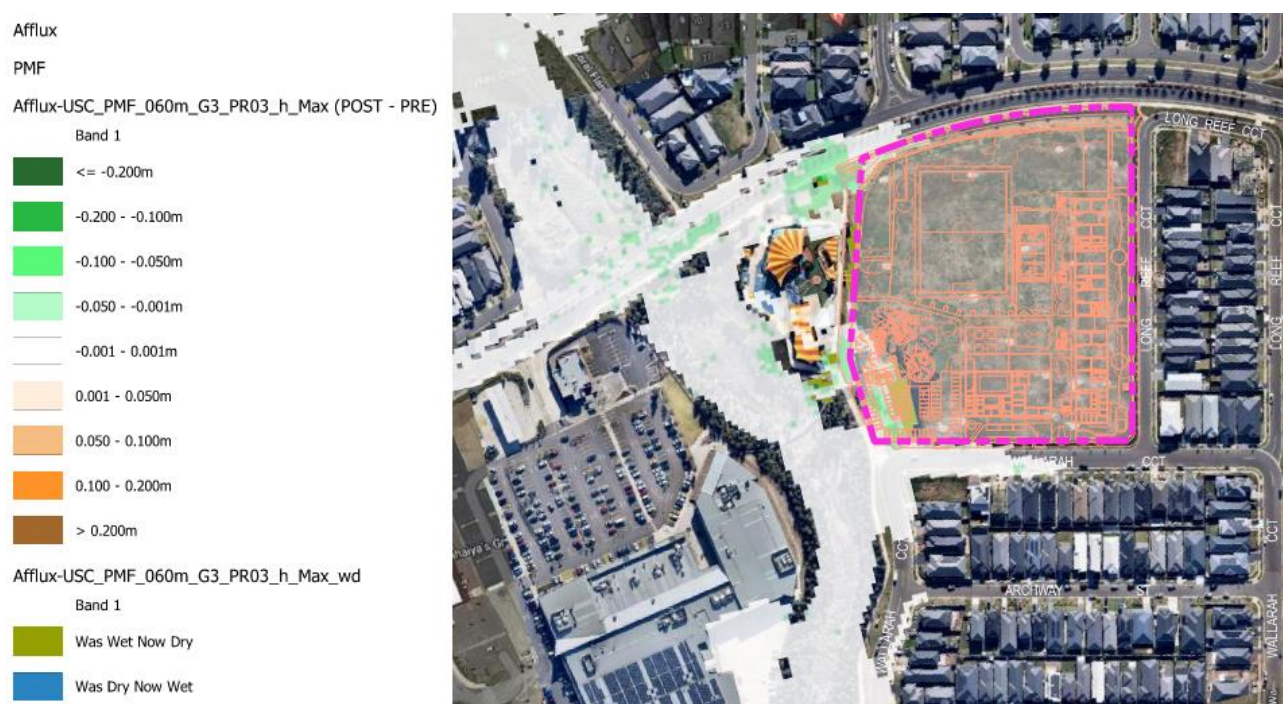 Afflux
PMF
Afflux-USC_PMF_060m_G3_PR03_h_Max (POST - PRE)
Band 1
<= -0.200m
-0.200 - -0.100m
-0.100 - -0.050m
-0.050 - -0.001m
-0.001 - 0.001m
0.001 - 0.050m
0.050 - 0.100m
0.100 - 0.200m
> 0.200m
Afflux-USC_PMF_060m_G3_PR03_h_Max_wd
Band 1
Was Wet Now Dry
Was Dry Now Wet
LONG REEF CCT
CCT
REEF
LONG
CCT
REEF
LONG
CCT
WALLARAH
CCT
CCT
WALLARAH
ARCHWAY
ST